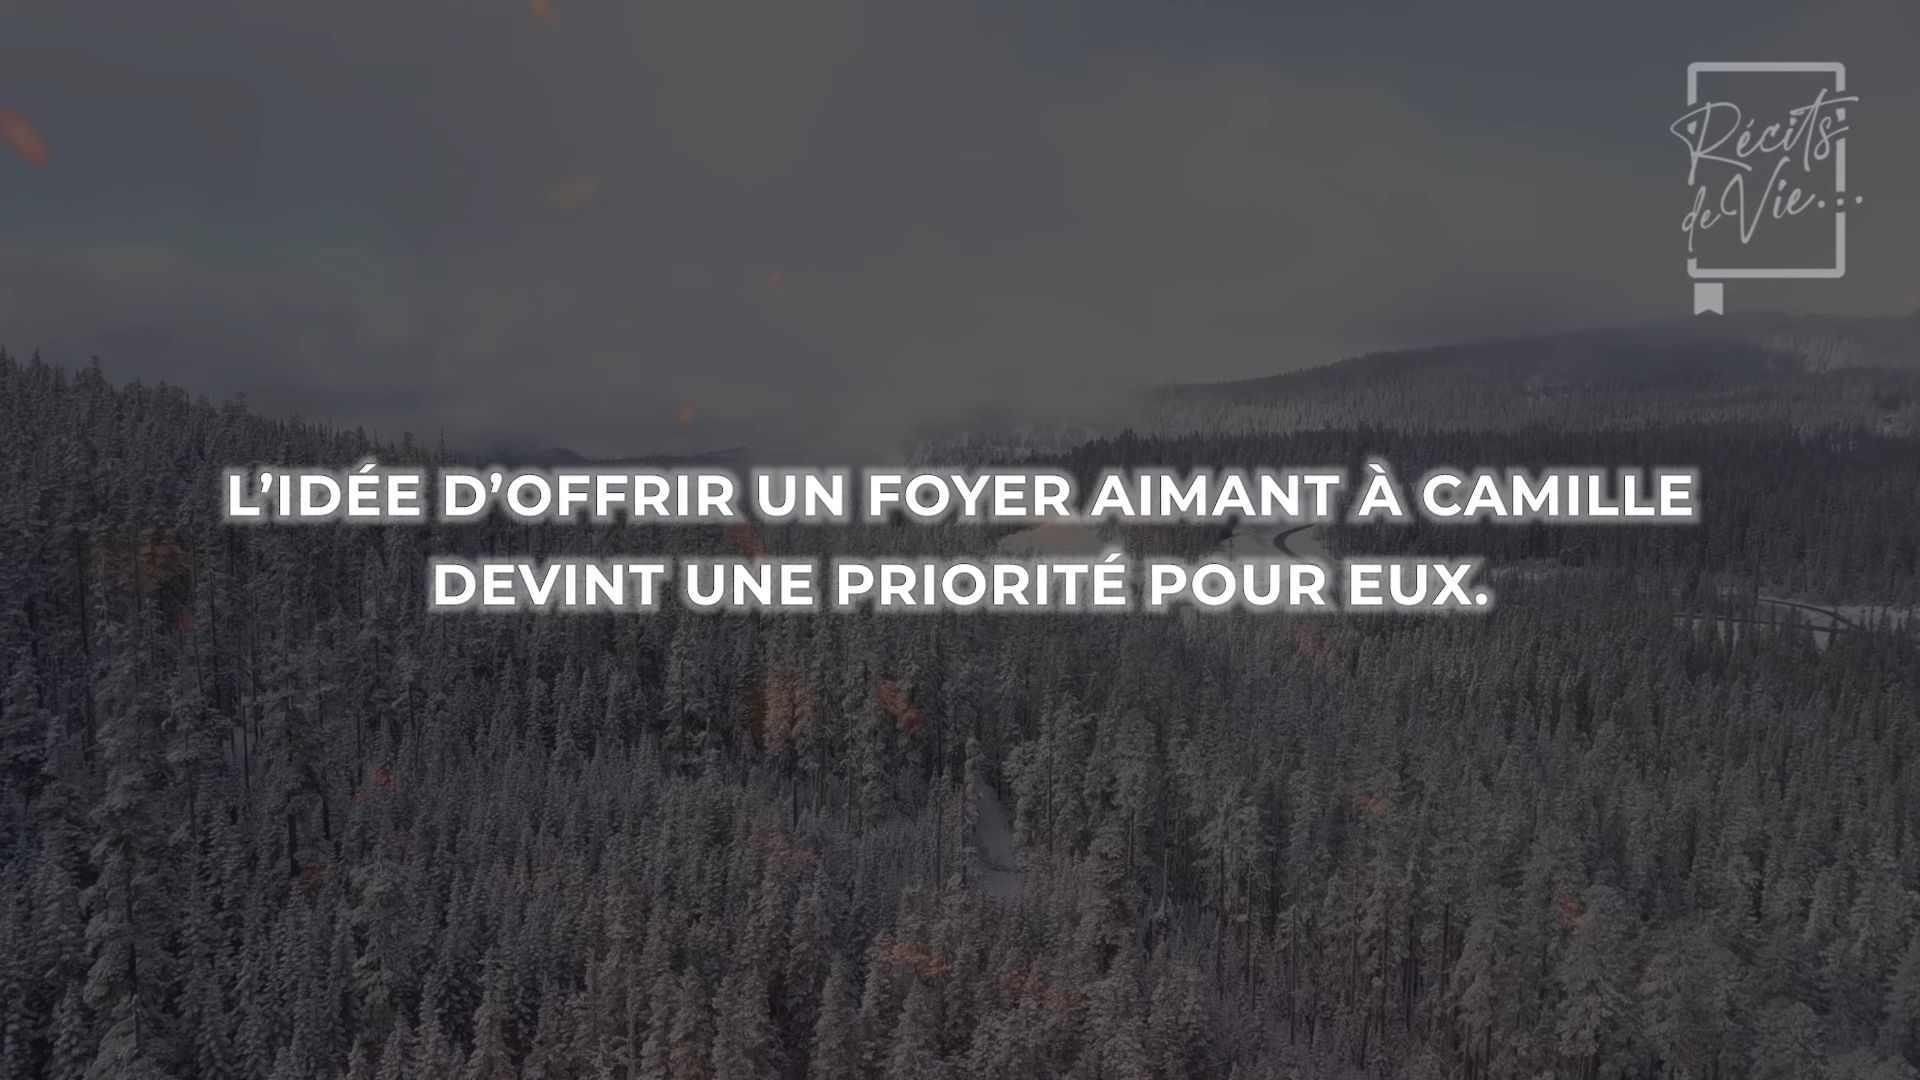 Récits
de Vie...
L’IDÉE D’OFFRIR UN FOYER AIMANT À CAMILLE
DEVINT UNE PRIORITÉ POUR EUX.